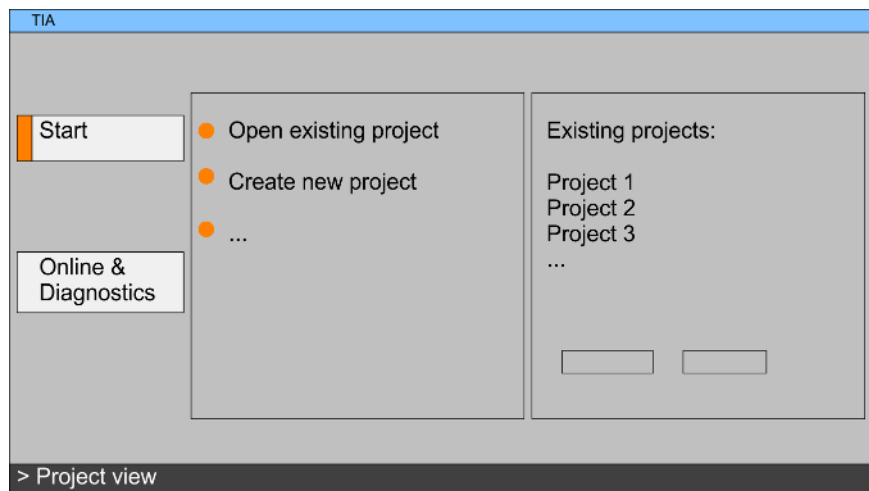 TIA
Start
Online &
Diagnostics
Open existing project
Create new project
...
Existing projects:
Project 1
Project 2
Project 3
...
> Project view